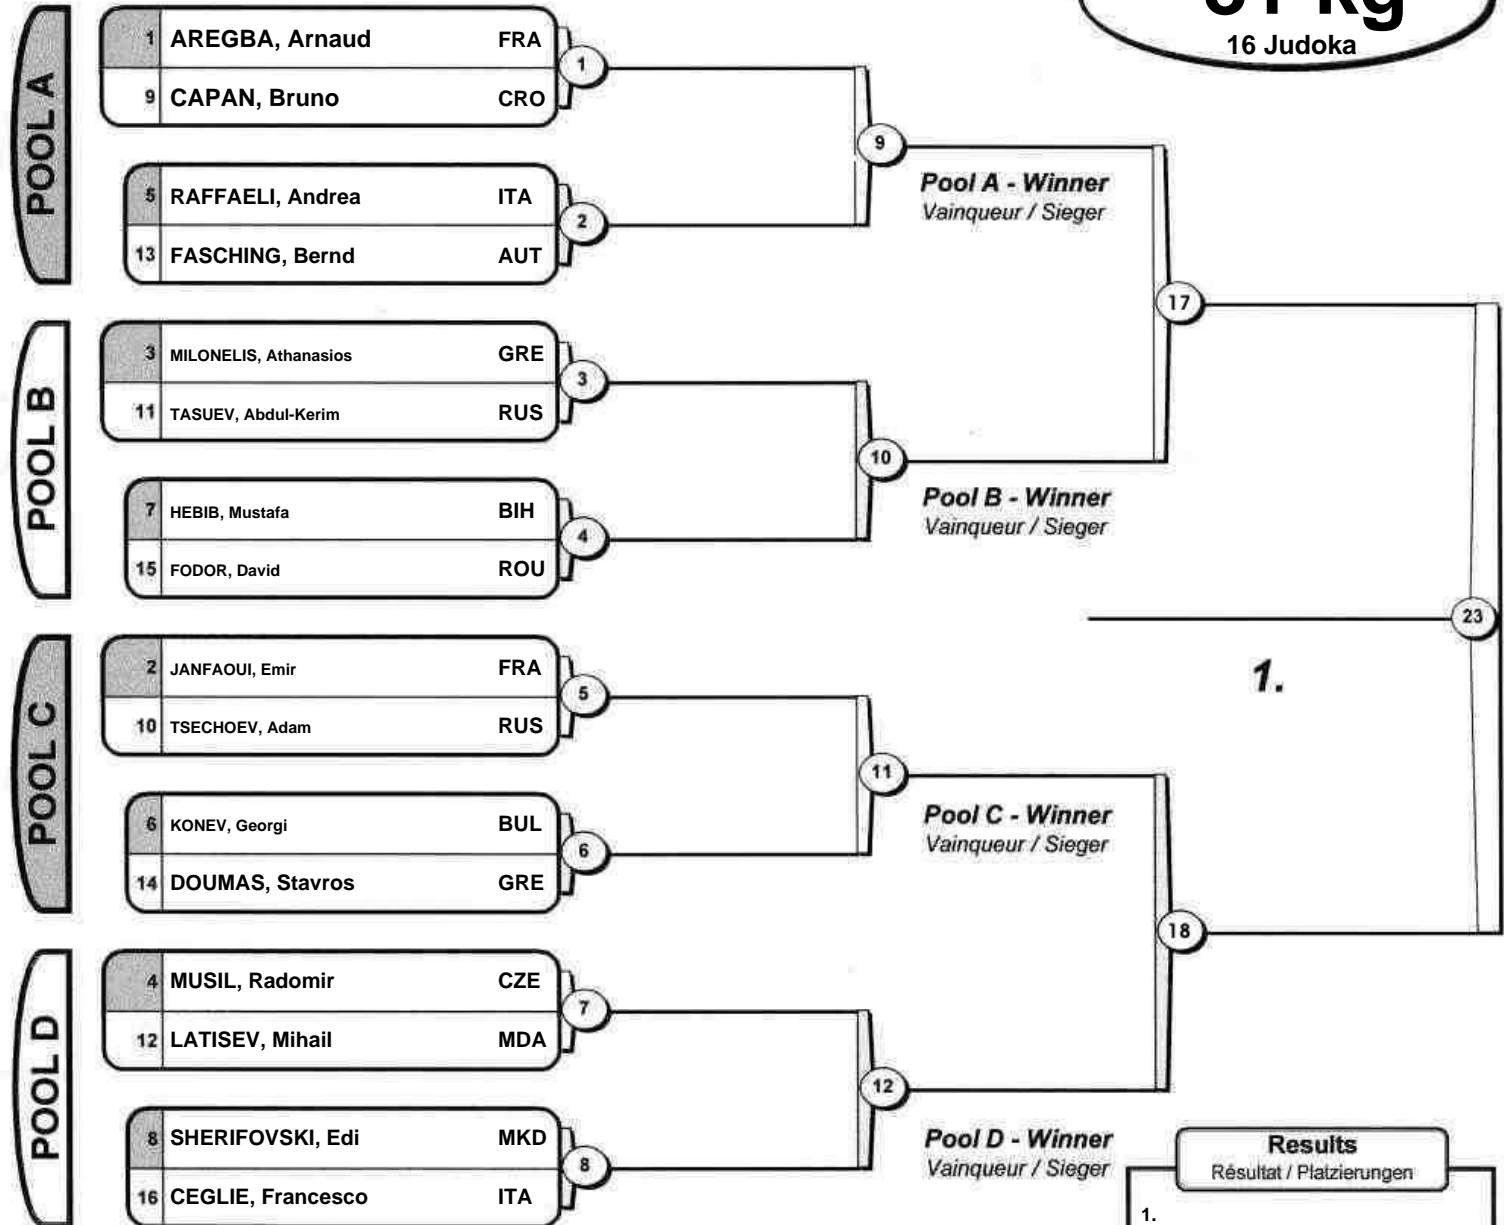 16 Judoka
POOL A
1 AREGBA, Arnaud FRA
9 CAPAN, Bruno CRO
1
5 RAFFAELI, Andrea ITA
13 FASCHING, Bernd AUT
2
9
Pool A - Winner
Vainqueur / Sieger
POOL B
3 MILONELIS, Athanasios GRE
11 TASUEV, Abdul-Kerim RUS
3
7 HEBIB, Mustafa BIH
15 FODOR, David ROU
4
10
Pool B - Winner
Vainqueur / Sieger
17
POOL C
2 JANFAOUI, Emir FRA
10 TSECHOEV, Adam RUS
5
6 KONEV, Georgi BUL
14 DOUMAS, Stavros GRE
6
11
Pool C - Winner
Vainqueur / Sieger
POOL D
4 MUSIL, Radomir CZE
12 LATISEV, Mihail MDA
7
8 SHERIFOVSKI, Edi MKD
16 CEGLIE, Francesco ITA
8
12
Pool D - Winner
Vainqueur / Sieger
18
23
1.
Results
Résultat / Platzierungen
1.